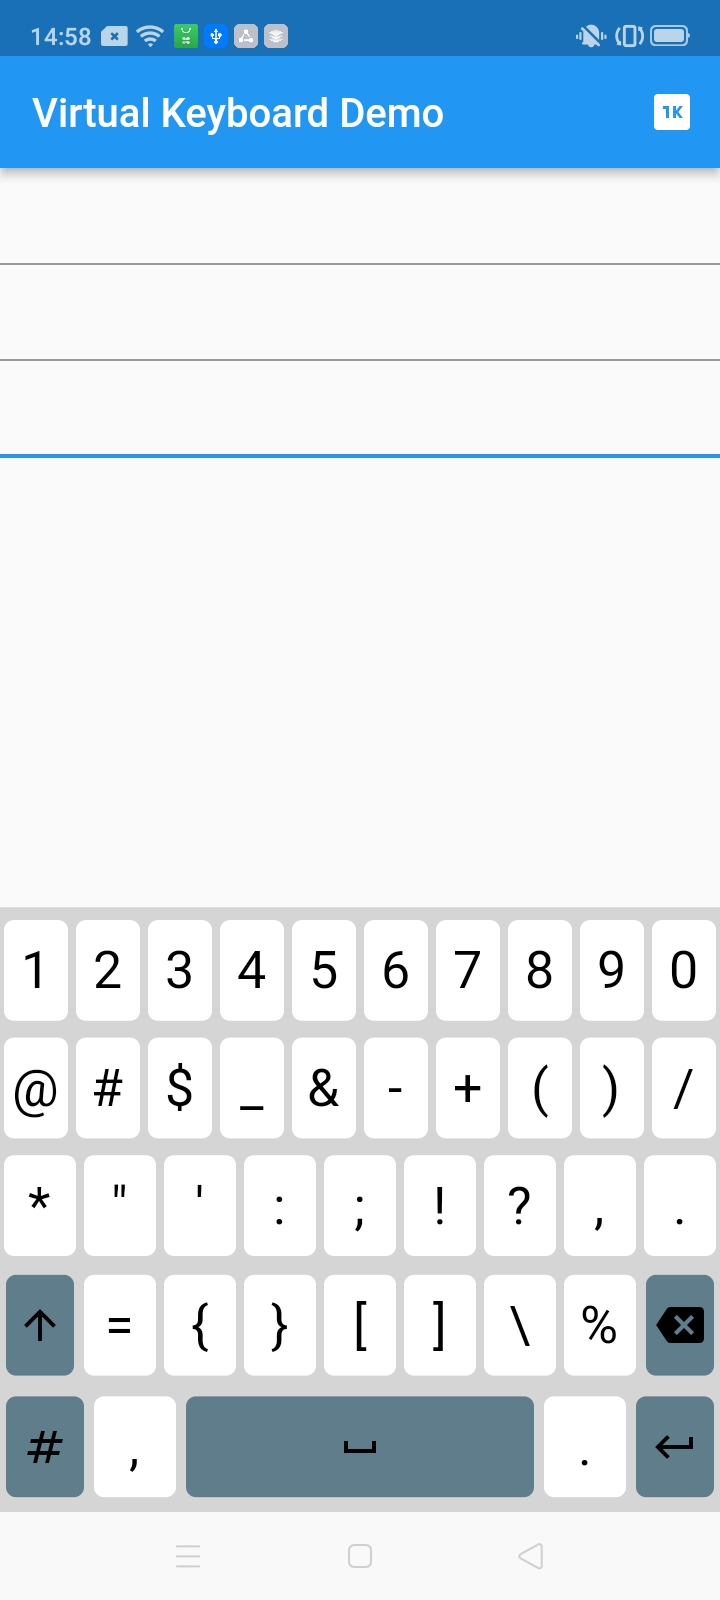 14:58
Virtual Keyboard Demo 1K
1 2 3 4 5 6 7 8 9 0
@ # $ _ & - + ( ) /
* " ' : ; ! ? , .
= { } [ ] \ %
# , .